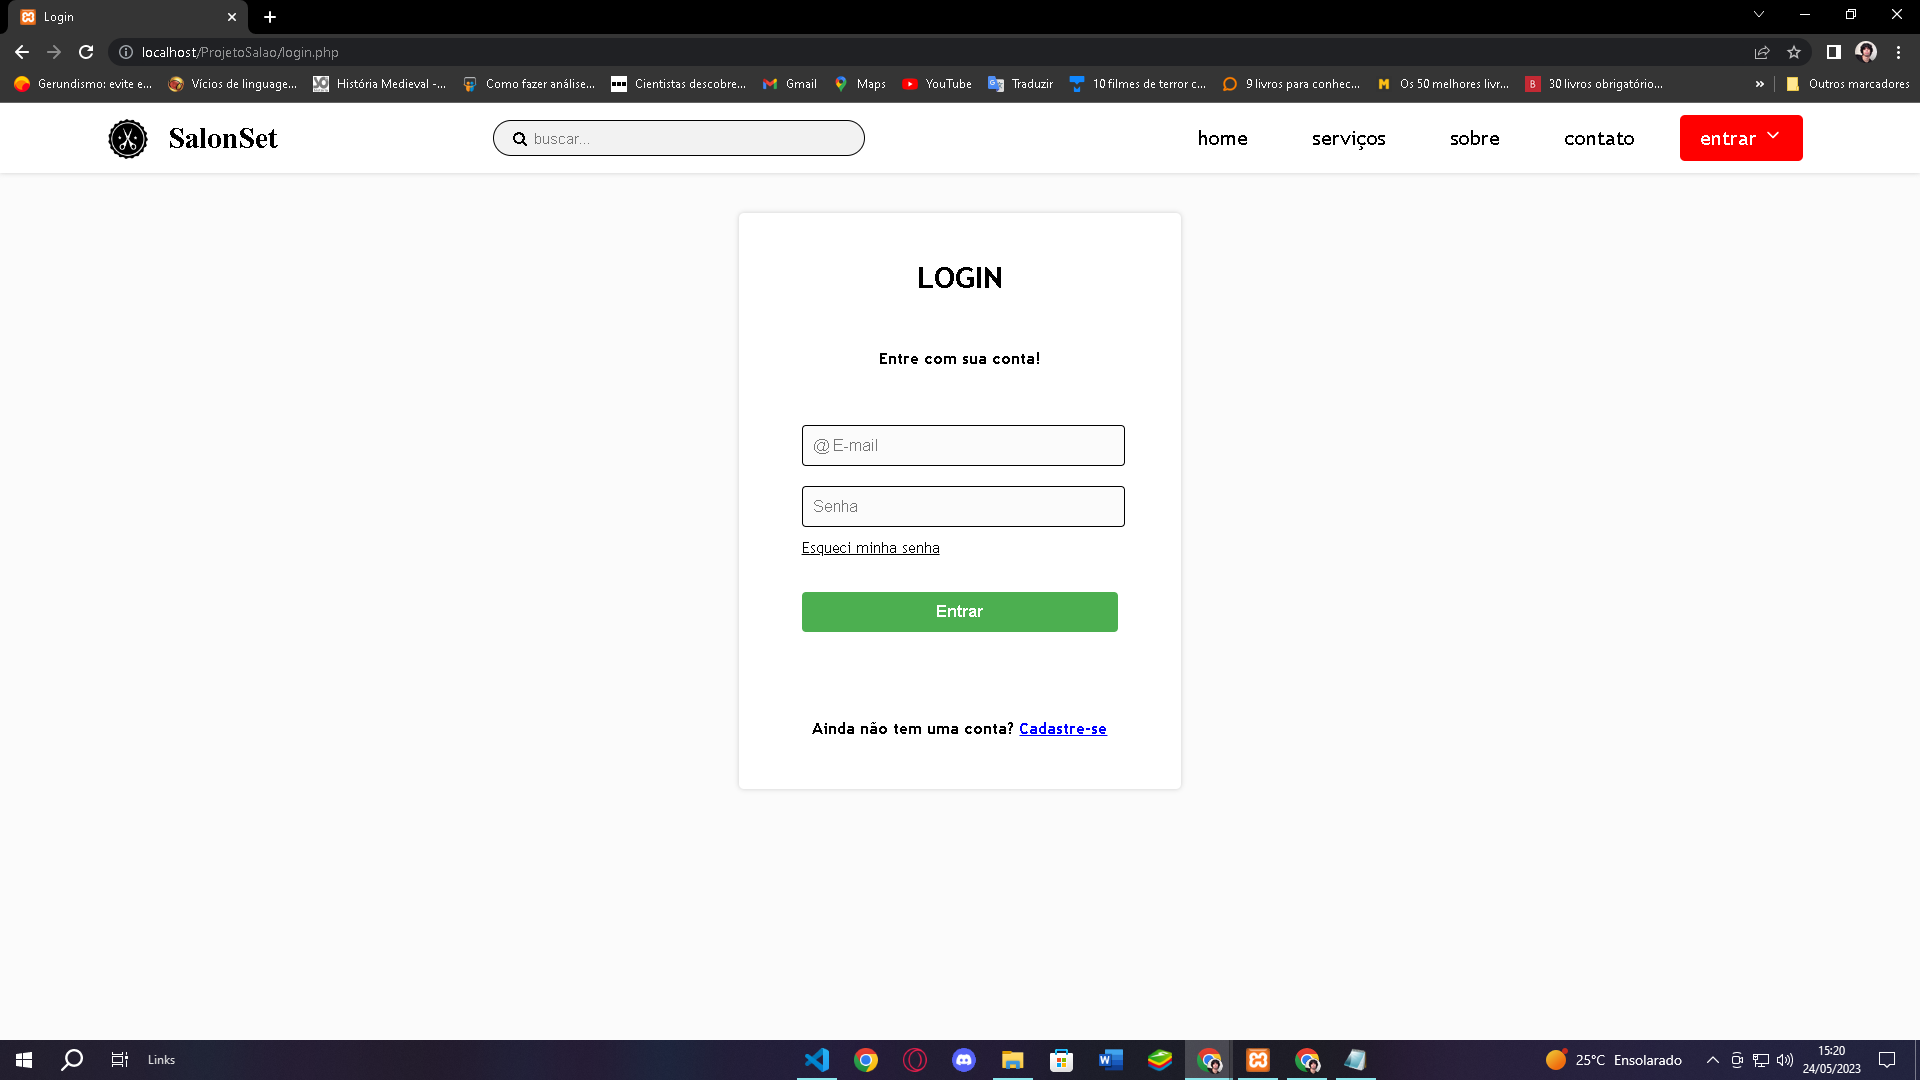 Login
localhost/ProjetoSalao/login.php
Gerundismo: evite e...
Vícios de linguage...
História Medieval -...
Como fazer análise...
Cientistas descobre...
Gmail
Maps
YouTube
Traduzir
10 filmes de terror c...
9 livros para conhec...
Os 50 melhores livr...
30 livros obrigatório...
»
Outros marcadores
SalonSet
buscar...
home
serviços
sobre
contato
entrar
LOGIN
Entre com sua conta!
@ E-mail
Senha
Esqueci minha senha
Entrar
Ainda não tem uma conta? Cadastre-se
Links
25°C Ensolarado
15:20
24/05/2023